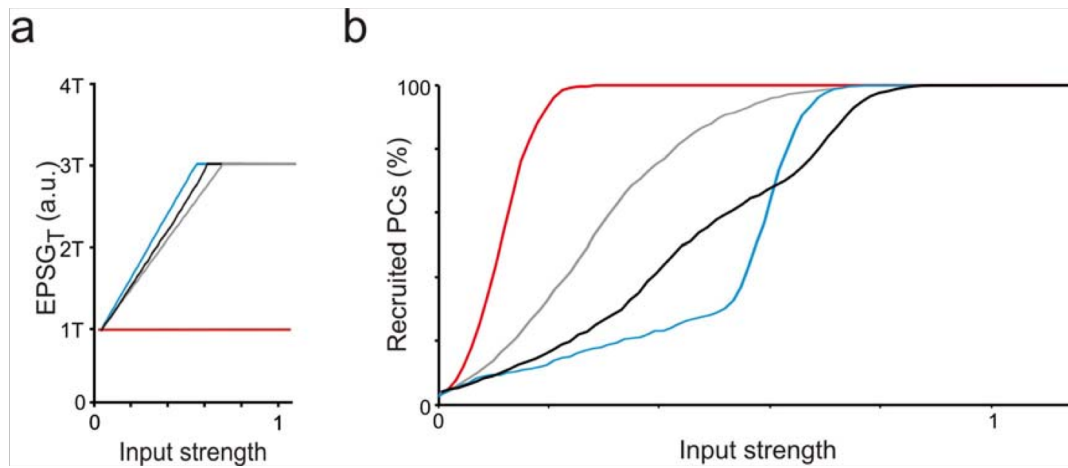 a
EPSG_T (a.u.)
4T
3T
2T
1T
0
0
1
Input strength
b
Recruited PCs (%)
100
0
0
1
Input strength